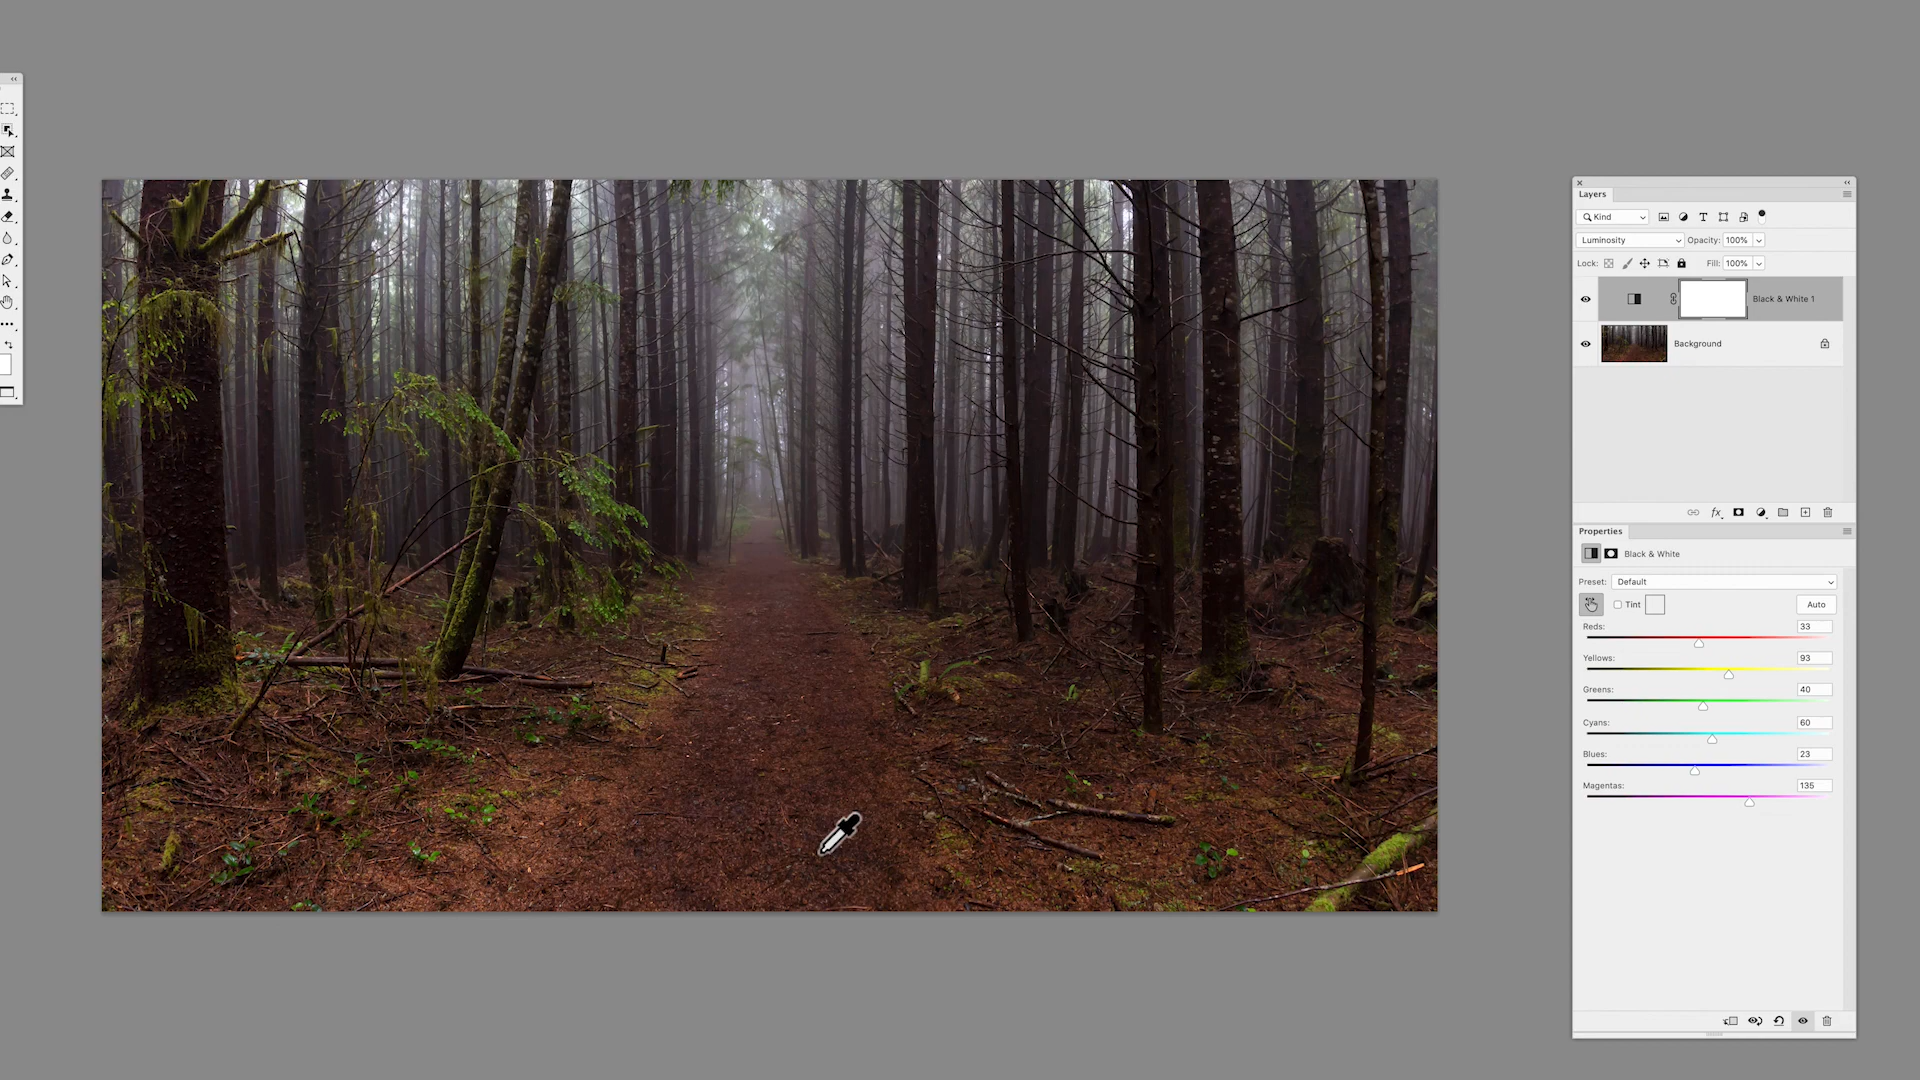 Layers
Kind
Luminosity Opacity: 100%
Lock: Fill: 100%
Black & White 1
Background
fx
Properties
Black & White
Preset: Default
Tint Auto
Reds: 33
Yellows: 93
Greens: 40
Cyans: 60
Blues: 23
Magentas: 135